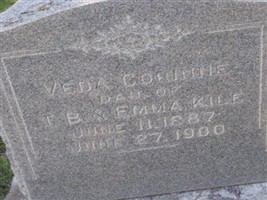 VEDA CORINNE
DAU. OF
B. & EMMA KILE
JUNE 11, 1887
JUNE 27, 1900